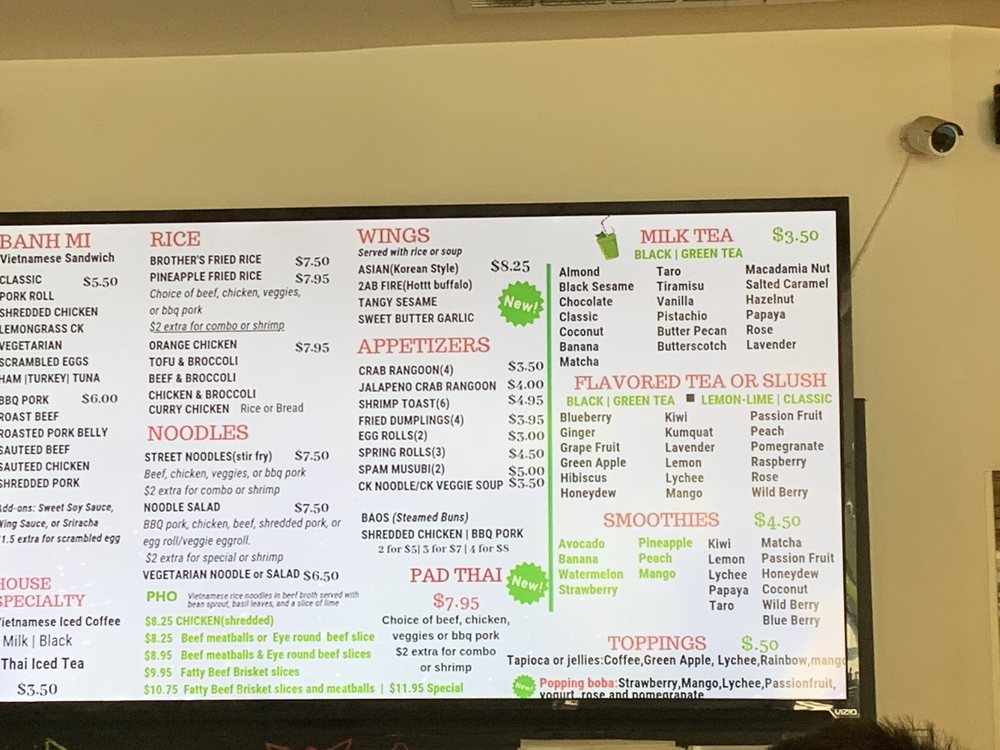 BANH MI
Vietnamese Sandwich
CLASSIC $5.50
PORK ROLL
SHREDDED CHICKEN
LEMONGRASS CK
VEGETARIAN
SCRAMBLED EGGS
HAM |TURKEY| TUNA
BBQ PORK $6.00
ROAST BEEF
ROASTED PORK BELLY
SAUTEED BEEF
SAUTEED CHICKEN
SHREDDED PORK
Add-ons: Sweet Soy Sauce,
Wing Sauce, or Sriracha
$1.5 extra for scrambled egg
HOUSE
SPECIALTY
Vietnamese Iced Coffee
Milk | Black
Thai Iced Tea
$3.50
RICE
BROTHER'S FRIED RICE $7.50
PINEAPPLE FRIED RICE $7.95
Choice of beef, chicken, veggies,
or bbq pork
$2 extra for combo or shrimp
ORANGE CHICKEN $7.95
TOFU & BROCCOLI
BEEF & BROCCOLI
CHICKEN & BROCCOLI
CURRY CHICKEN Rice or Bread
NOODLES
STREET NOODLES(stir fry) $7.50
Beef, chicken, veggies, or bbq pork
$2 extra for combo or shrimp
NOODLE SALAD $7.50
BBQ pork, chicken, beef, shredded pork, or
egg roll/veggie eggroll.
$2 extra for special or shrimp
VEGETARIAN NOODLE or SALAD $6.50
PHO Vietnamese rice noodles in beef broth served with
bean sprout, basil leaves, and a slice of lime
$8.25 CHICKEN(shredded)
$8.25 Beef meatballs or Eye round beef slice
$8.95 Beef meatballs & Eye round beef slices
$9.95 Fatty Beef Brisket slices
$10.75 Fatty Beef Brisket slices and meatballs | $11.95 Special
WINGS
Served with rice or soup
ASIAN(Korean Style) $8.25
2AB FIRE(Hottt buffalo)
TANGY SESAME
SWEET BUTTER GARLIC
New!
APPETIZERS
CRAB RANGOON(4) $3.50
JALAPENO CRAB RANGOON $4.00
SHRIMP TOAST(6) $4.95
FRIED DUMPLINGS(4) $3.95
EGG ROLLS(2) $3.00
SPRING ROLLS(3) $4.50
SPAM MUSUBI(2) $5.00
CK NOODLE/CK VEGGIE SOUP $3.50
BAOS (Steamed Buns)
SHREDDED CHICKEN | BBQ PORK
2 for $5| 3 for $7 | 4 for $8
PAD THAI New!
$7.95
Choice of beef, chicken,
veggies or bbq pork
$2 extra for combo
or shrimp
MILK TEA $3.50
BLACK | GREEN TEA
Almond Taro Macadamia Nut
Black Sesame Tiramisu Salted Caramel
Chocolate Vanilla Hazelnut
Classic Pistachio Papaya
Coconut Butter Pecan Rose
Banana Butterscotch Lavender
Matcha
FLAVORED TEA OR SLUSH
BLACK | GREEN TEA LEMON-LIME | CLASSIC
Blueberry Kiwi Passion Fruit
Ginger Kumquat Peach
Grape Fruit Lavender Pomegranate
Green Apple Lemon Raspberry
Hibiscus Lychee Rose
Honeydew Mango Wild Berry
SMOOTHIES $4.50
Avocado Pineapple Kiwi Matcha
Banana Peach Lemon Passion Fruit
Watermelon Mango Lychee Honeydew
Strawberry Papaya Coconut
Taro Wild Berry
Blue Berry
TOPPINGS $.50
Tapioca or jellies:Coffee,Green Apple, Lychee,Rainbow,mango
New! Popping boba:Strawberry,Mango,Lychee,Passionfruit,
yogurt, rose and pomegranate
VIZIO